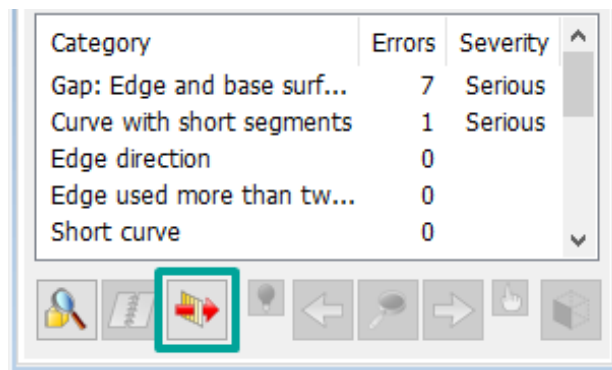 Category Errors Severity
Gap: Edge and base surf... 7 Serious
Curve with short segments 1 Serious
Edge direction 0
Edge used more than tw... 0
Short curve 0